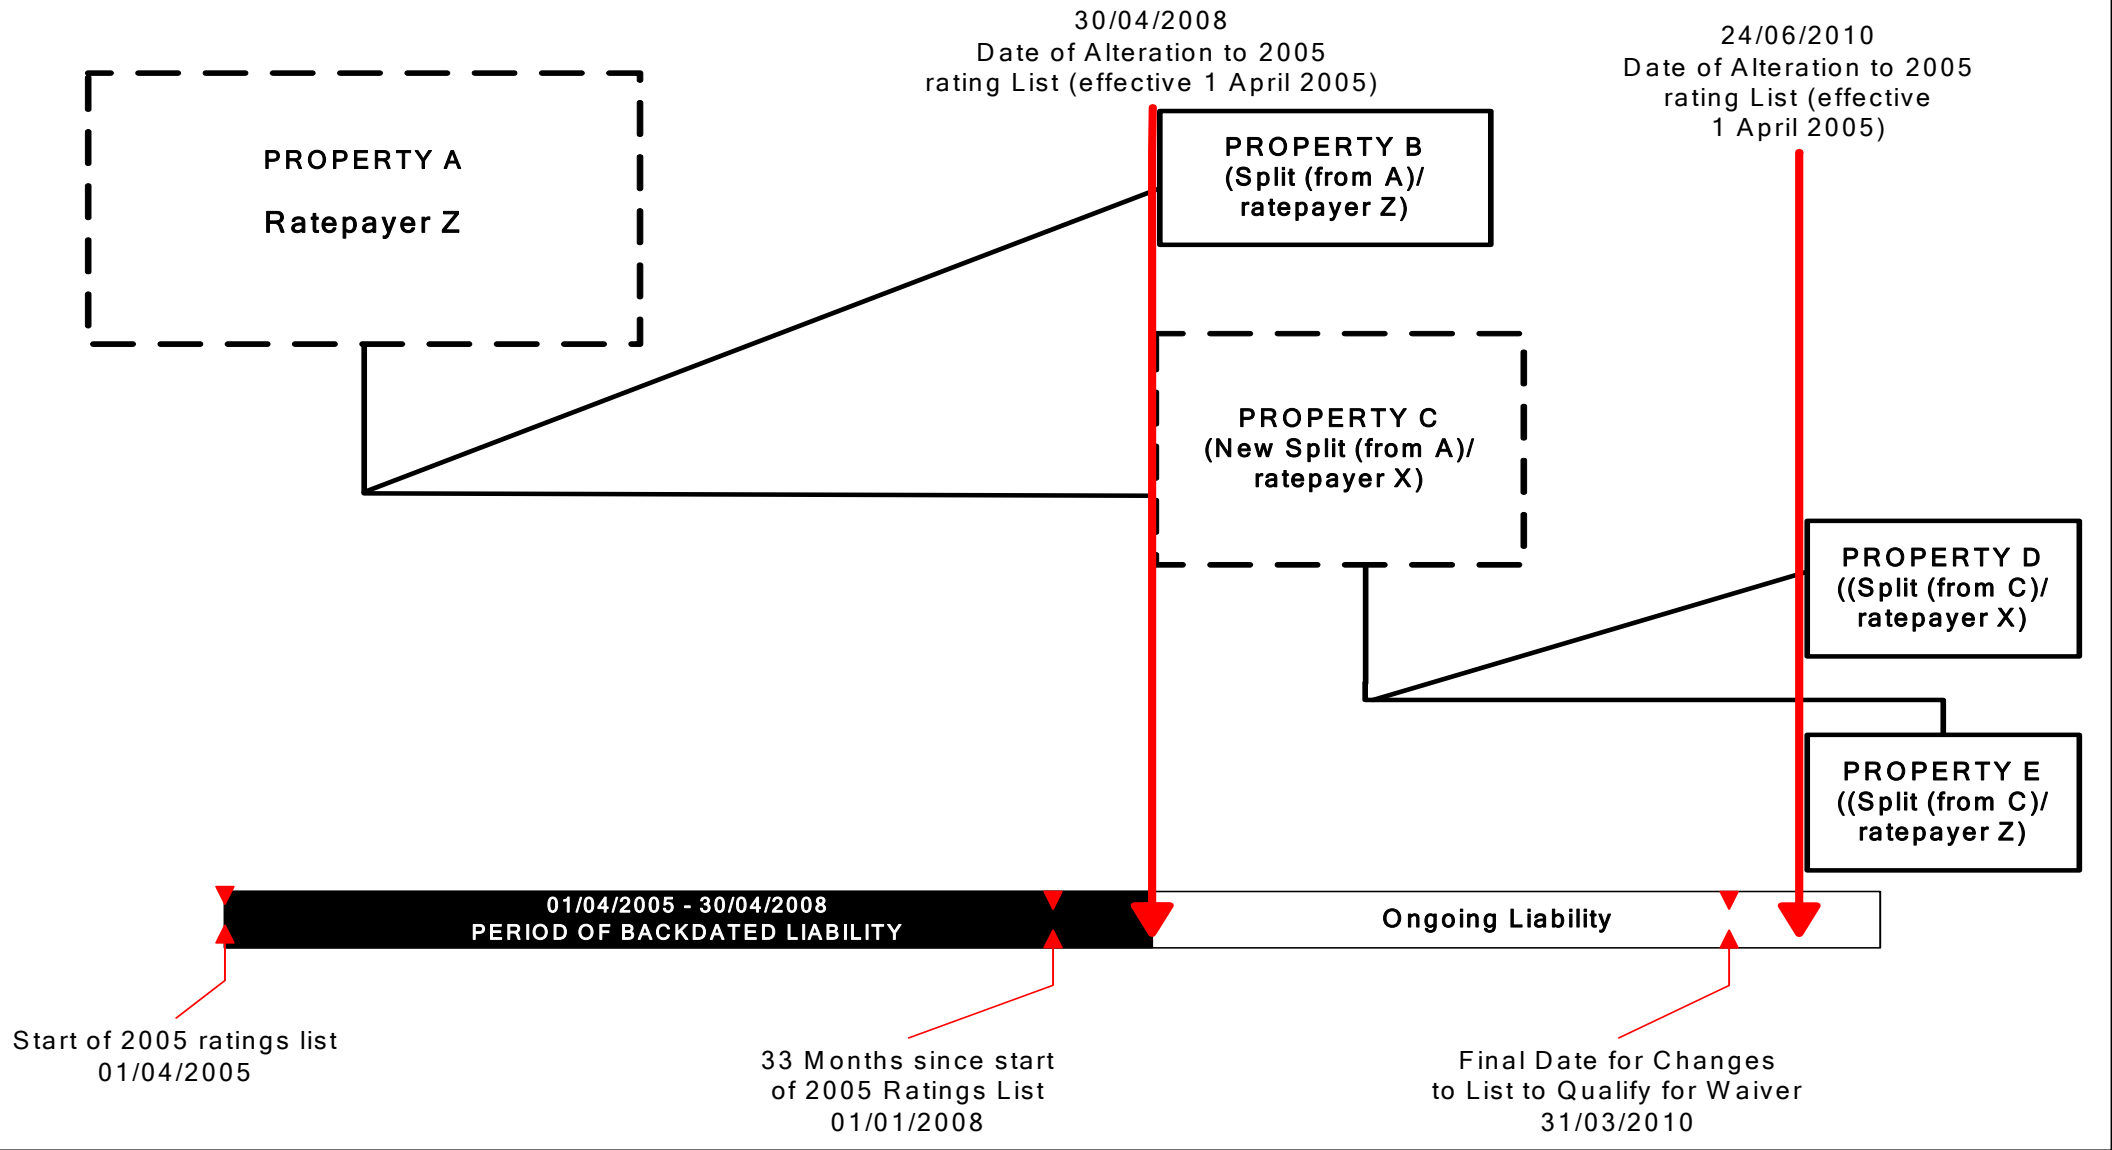 30/04/2008
Date of Alteration to 2005
rating List (effective 1 April 2005)
24/06/2010
Date of Alteration to 2005
rating List (effective
1 April 2005)
PROPERTY A
Ratepayer Z
PROPERTY B
(Split (from A)/
ratepayer Z)
PROPERTY C
(New Split (from A)/
ratepayer X)
PROPERTY D
((Split (from C)/
ratepayer X)
PROPERTY E
((Split (from C)/
ratepayer Z)
01/04/2005 - 30/04/2008
PERIOD OF BACKDATED LIABILITY
Ongoing Liability
Start of 2005 ratings list
01/04/2005
33 Months since start
of 2005 Ratings List
01/01/2008
Final Date for Changes
to List to Qualify for Waiver
31/03/2010